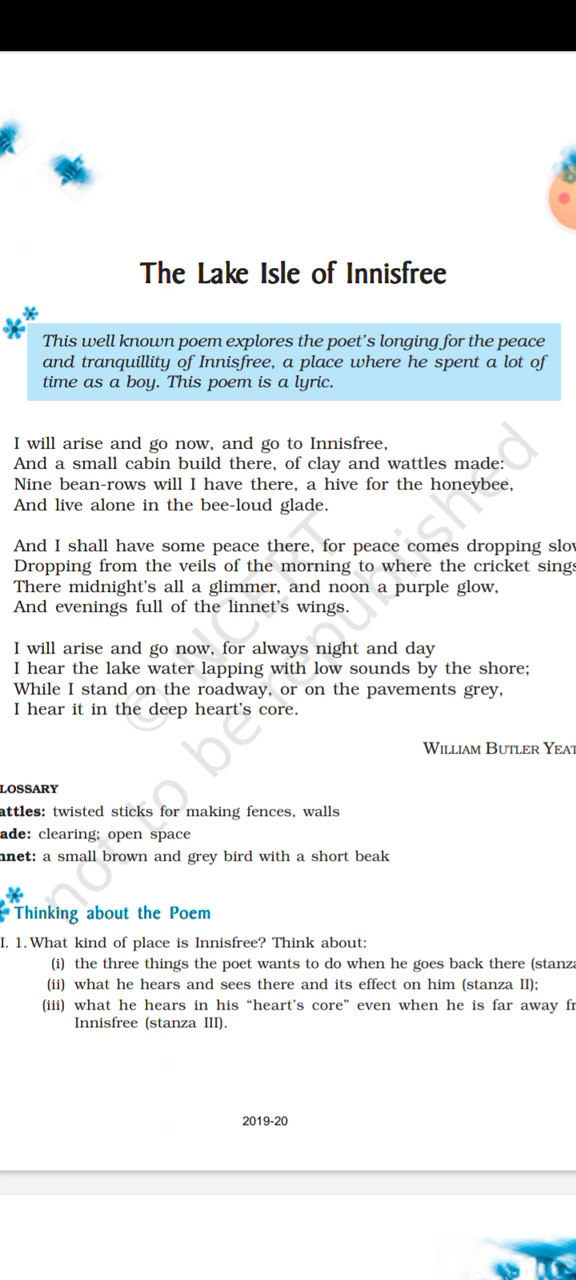 The Lake Isle of Innisfree
This well known poem explores the poet's longing for the peace
and tranquillity of Innisfree, a place where he spent a lot of
time as a boy. This poem is a lyric.
I will arise and go now, and go to Innisfree,
And a small cabin build there, of clay and wattles made:
Nine bean-rows will I have there, a hive for the honeybee,
And live alone in the bee-loud glade.
And I shall have some peace there, for peace comes dropping slo
Dropping from the veils of the morning to where the cricket sings
There midnight's all a glimmer, and noon a purple glow,
And evenings full of the linnet's wings.
I will arise and go now, for always night and day
I hear the lake water lapping with low sounds by the shore;
While I stand on the roadway, or on the pavements grey,
I hear it in the deep heart's core.
WILLIAM BUTLER YEAT
LOSSARY
attles: twisted sticks for making fences, walls
ade: clearing; open space
nnet: a small brown and grey bird with a short beak
Thinking about the Poem
I. 1. What kind of place is Innisfree? Think about:
(i) the three things the poet wants to do when he goes back there (stanza
(ii) what he hears and sees there and its effect on him (stanza II);
(iii) what he hears in his "heart's core" even when he is far away fr
Innisfree (stanza III).
2019-20
© NCERT
not to be republished